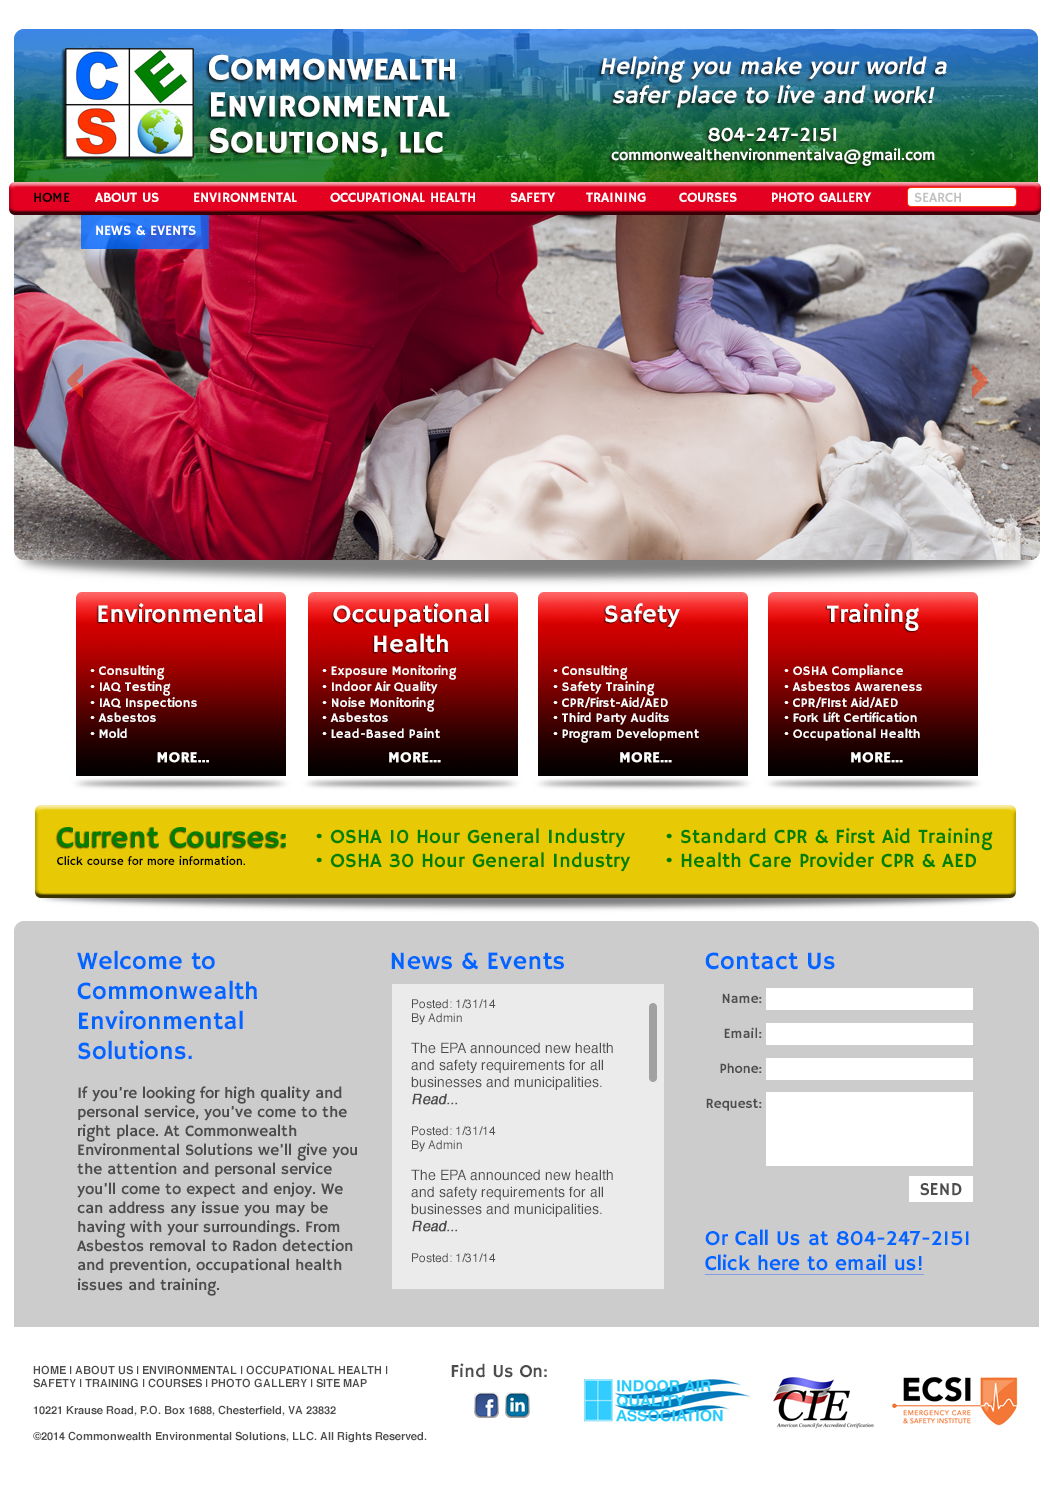 C E
S
COMMONWEALTH
ENVIRONMENTAL
SOLUTIONS, LLC
Helping you make your world a
safer place to live and work!
804-247-2151
commonwealthenvironmentalva@gmail.com
HOME ABOUT US ENVIRONMENTAL OCCUPATIONAL HEALTH SAFETY TRAINING COURSES PHOTO GALLERY SEARCH
NEWS & EVENTS
Environmental
• Consulting
• IAQ Testing
• IAQ Inspections
• Asbestos
• Mold
MORE...
Occupational
Health
• Exposure Monitoring
• Indoor Air Quality
• Noise Monitoring
• Asbestos
• Lead-Based Paint
MORE...
Safety
• Consulting
• Safety Training
• CPR/First-Aid/AED
• Third Party Audits
• Program Development
MORE...
Training
• OSHA Compliance
• Asbestos Awareness
• CPR/FIrst Aid/AED
• Fork Lift Certification
• Occupational Health
MORE...
Current Courses:
Click course for more information.
• OSHA 10 Hour General Industry
• OSHA 30 Hour General Industry
• Standard CPR & First Aid Training
• Health Care Provider CPR & AED
Welcome to
Commonwealth
Environmental
Solutions.
If you're looking for high quality and
personal service, you've come to the
right place. At Commonwealth
Environmental Solutions we'll give you
the attention and personal service
you'll come to expect and enjoy. We
can address any issue you may be
having with your surroundings. From
Asbestos removal to Radon detection
and prevention, occupational health
issues and training.
News & Events
Posted: 1/31/14
By Admin
The EPA announced new health
and safety requirements for all
businesses and municipalities.
Read...
Posted: 1/31/14
By Admin
The EPA announced new health
and safety requirements for all
businesses and municipalities.
Read...
Posted: 1/31/14
Contact Us
Name:
Email:
Phone:
Request:
SEND
Or Call Us at 804-247-2151
Click here to email us!
HOME | ABOUT US | ENVIRONMENTAL | OCCUPATIONAL HEALTH |
SAFETY | TRAINING | COURSES | PHOTO GALLERY | SITE MAP
10221 Krause Road, P.O. Box 1688, Chesterfield, VA 23832
©2014 Commonwealth Environmental Solutions, LLC. All Rights Reserved.
Find Us On:
f in
INDOOR AIR
QUALITY
ASSOCIATION
CIE
American Council for Accredited Certification
ECSI
EMERGENCY CARE
& SAFETY INSTITUTE